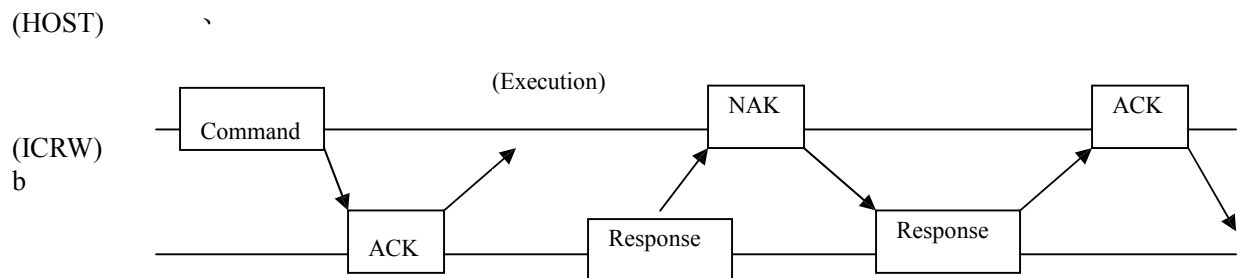 (HOST) 、
(Execution)
NAK
ACK
Command
(ICRW)
b
ACK
Response
Response